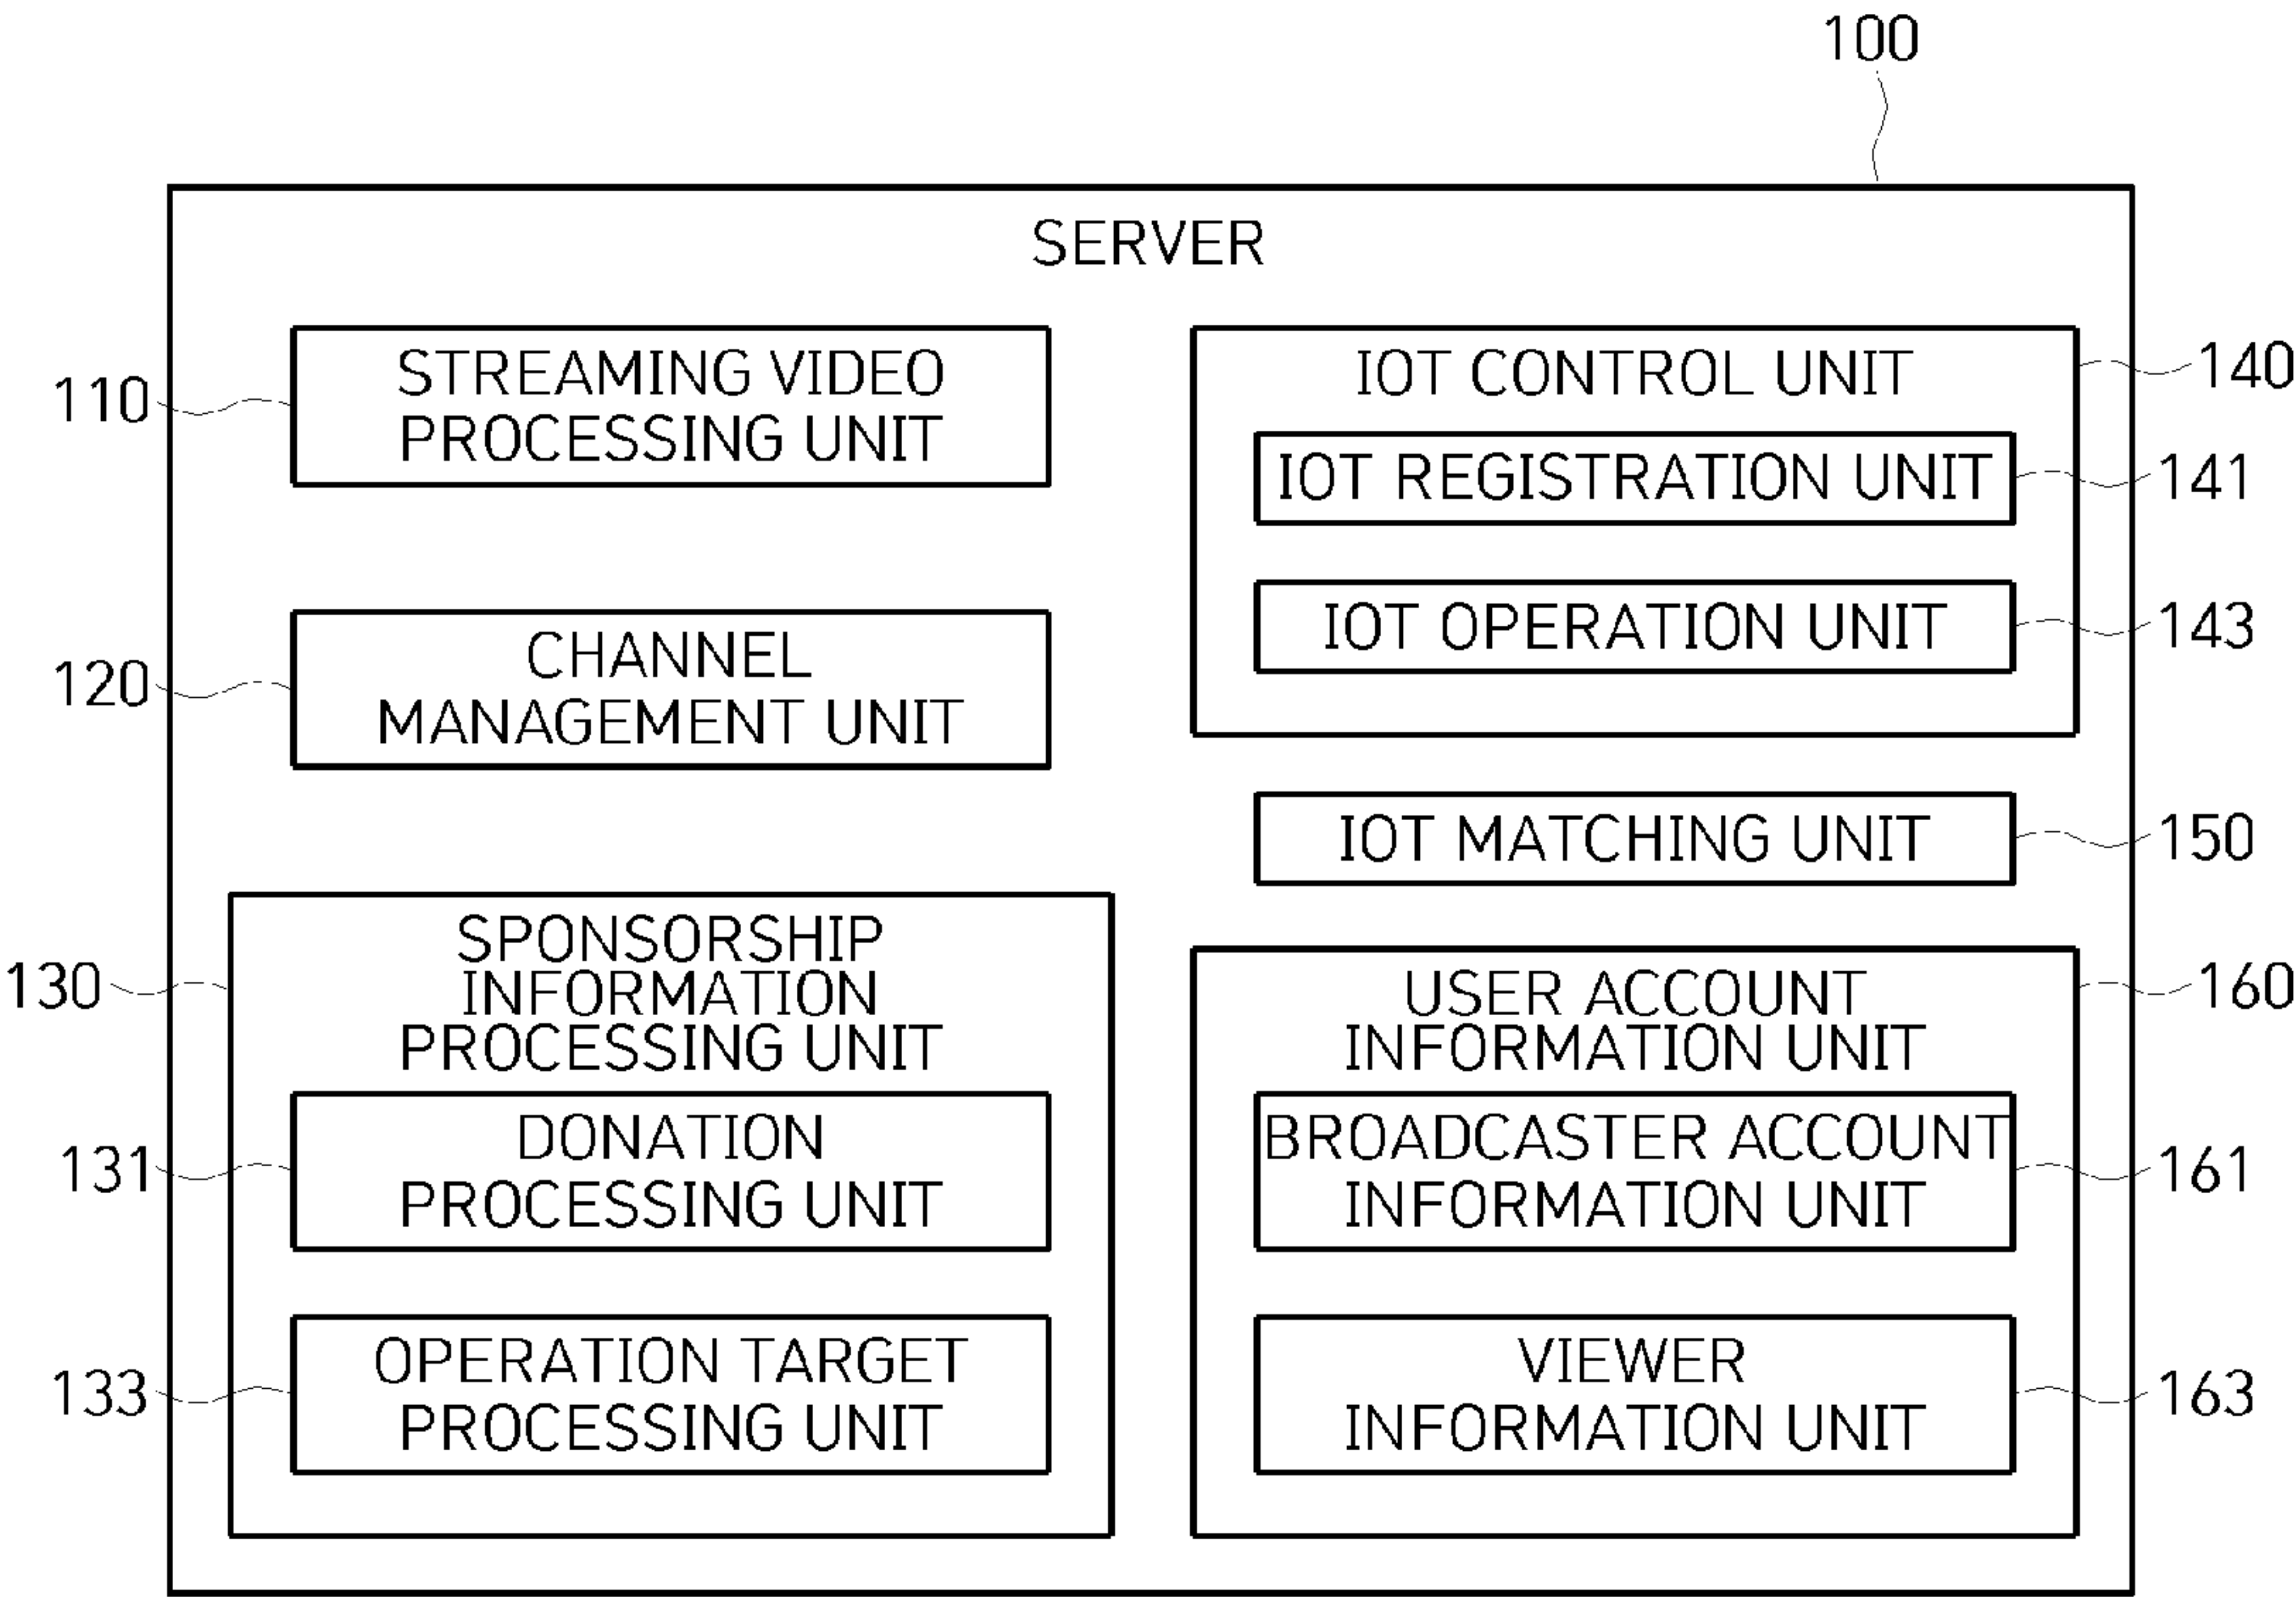 100
SERVER
110
STREAMING VIDEO
PROCESSING UNIT
120
CHANNEL
MANAGEMENT UNIT
130
SPONSORSHIP
INFORMATION
PROCESSING UNIT
131
DONATION
PROCESSING UNIT
133
OPERATION TARGET
PROCESSING UNIT
IOT CONTROL UNIT
140
IOT REGISTRATION UNIT
141
IOT OPERATION UNIT
143
IOT MATCHING UNIT
150
USER ACCOUNT
INFORMATION UNIT
160
BROADCASTER ACCOUNT
INFORMATION UNIT
161
VIEWER
INFORMATION UNIT
163